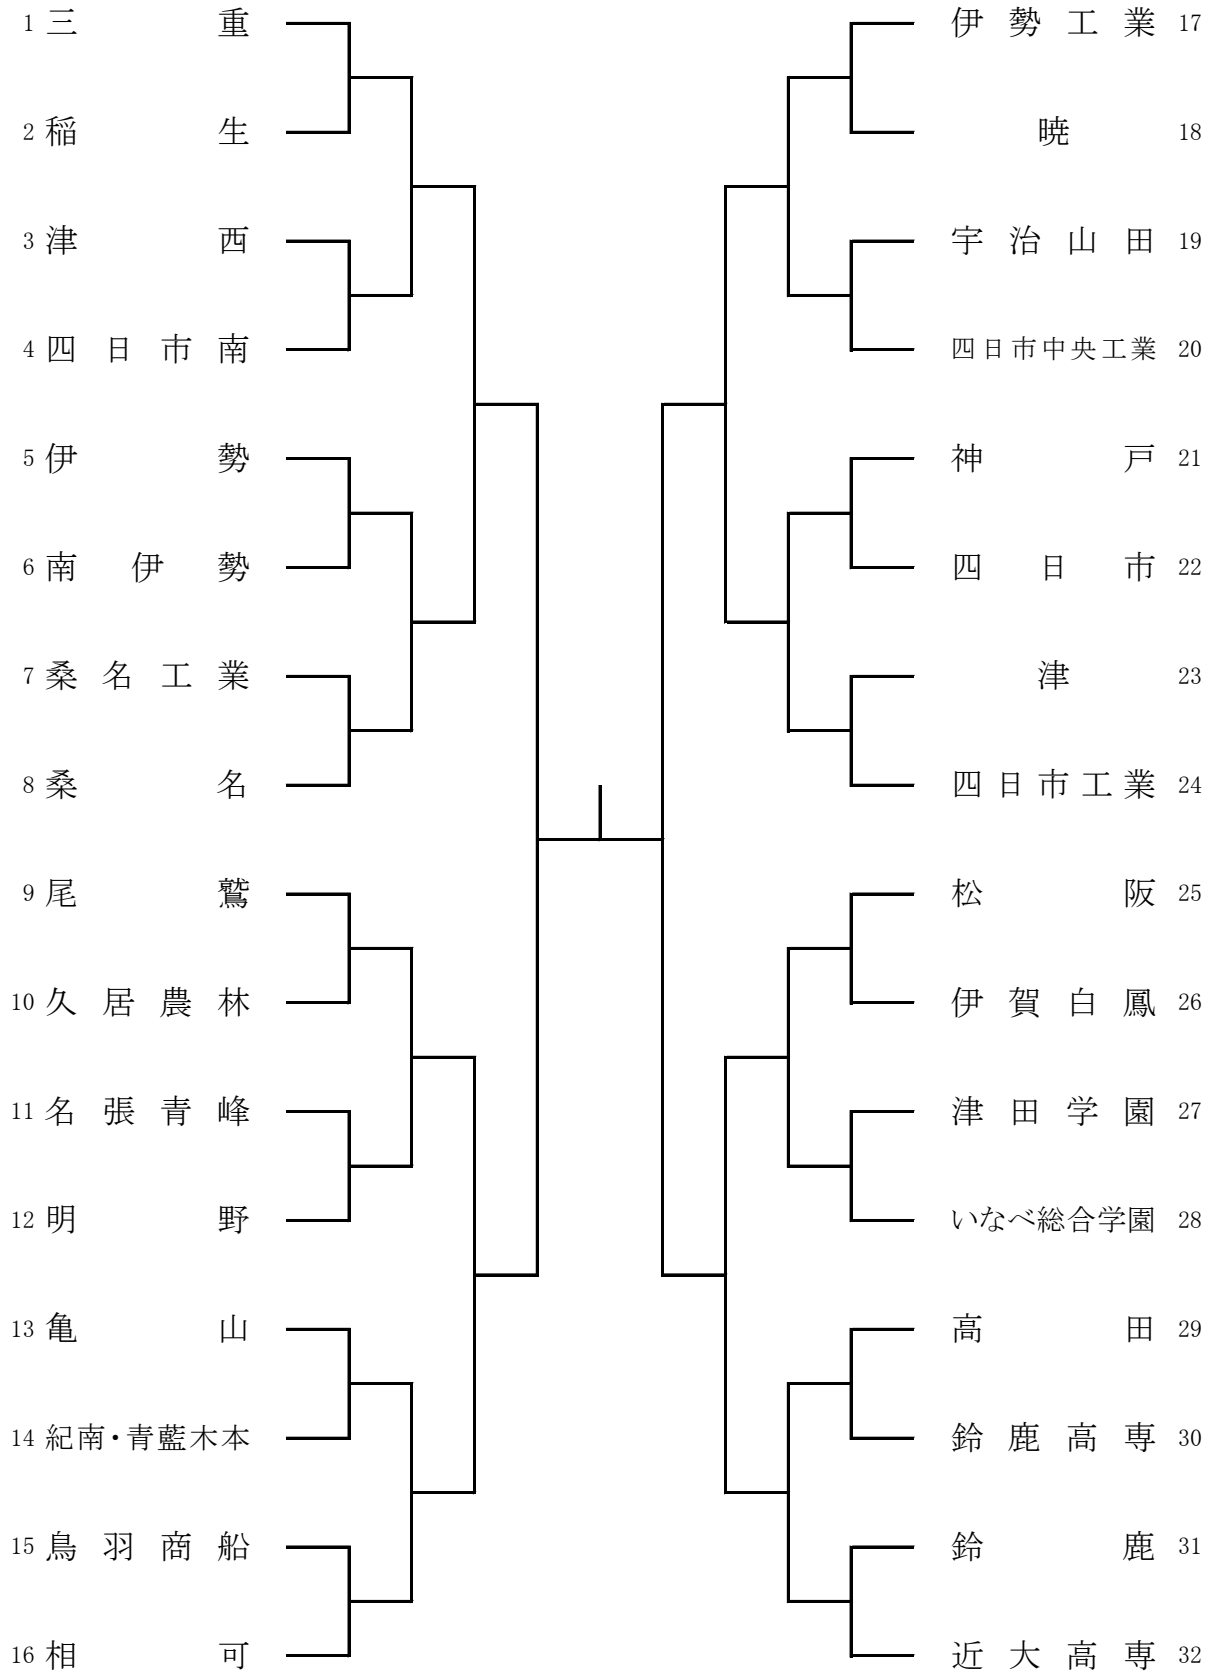 1 三重
2 稲生
3 津西
4 四日市南
5 伊勢
6 南伊勢
7 桑名工業
8 桑名
9 尾鷲
10 久居農林
11 名張青峰
12 明野
13 亀山
14 紀南・青藍木本
15 鳥羽商船
16 相可
伊勢工業 17
暁 18
宇治山田 19
四日市中央工業 20
神戸 21
四日市 22
津 23
四日市工業 24
松阪 25
伊賀白鳳 26
津田学園 27
いなべ総合学園 28
高田 29
鈴鹿高専 30
鈴鹿 31
近大高専 32